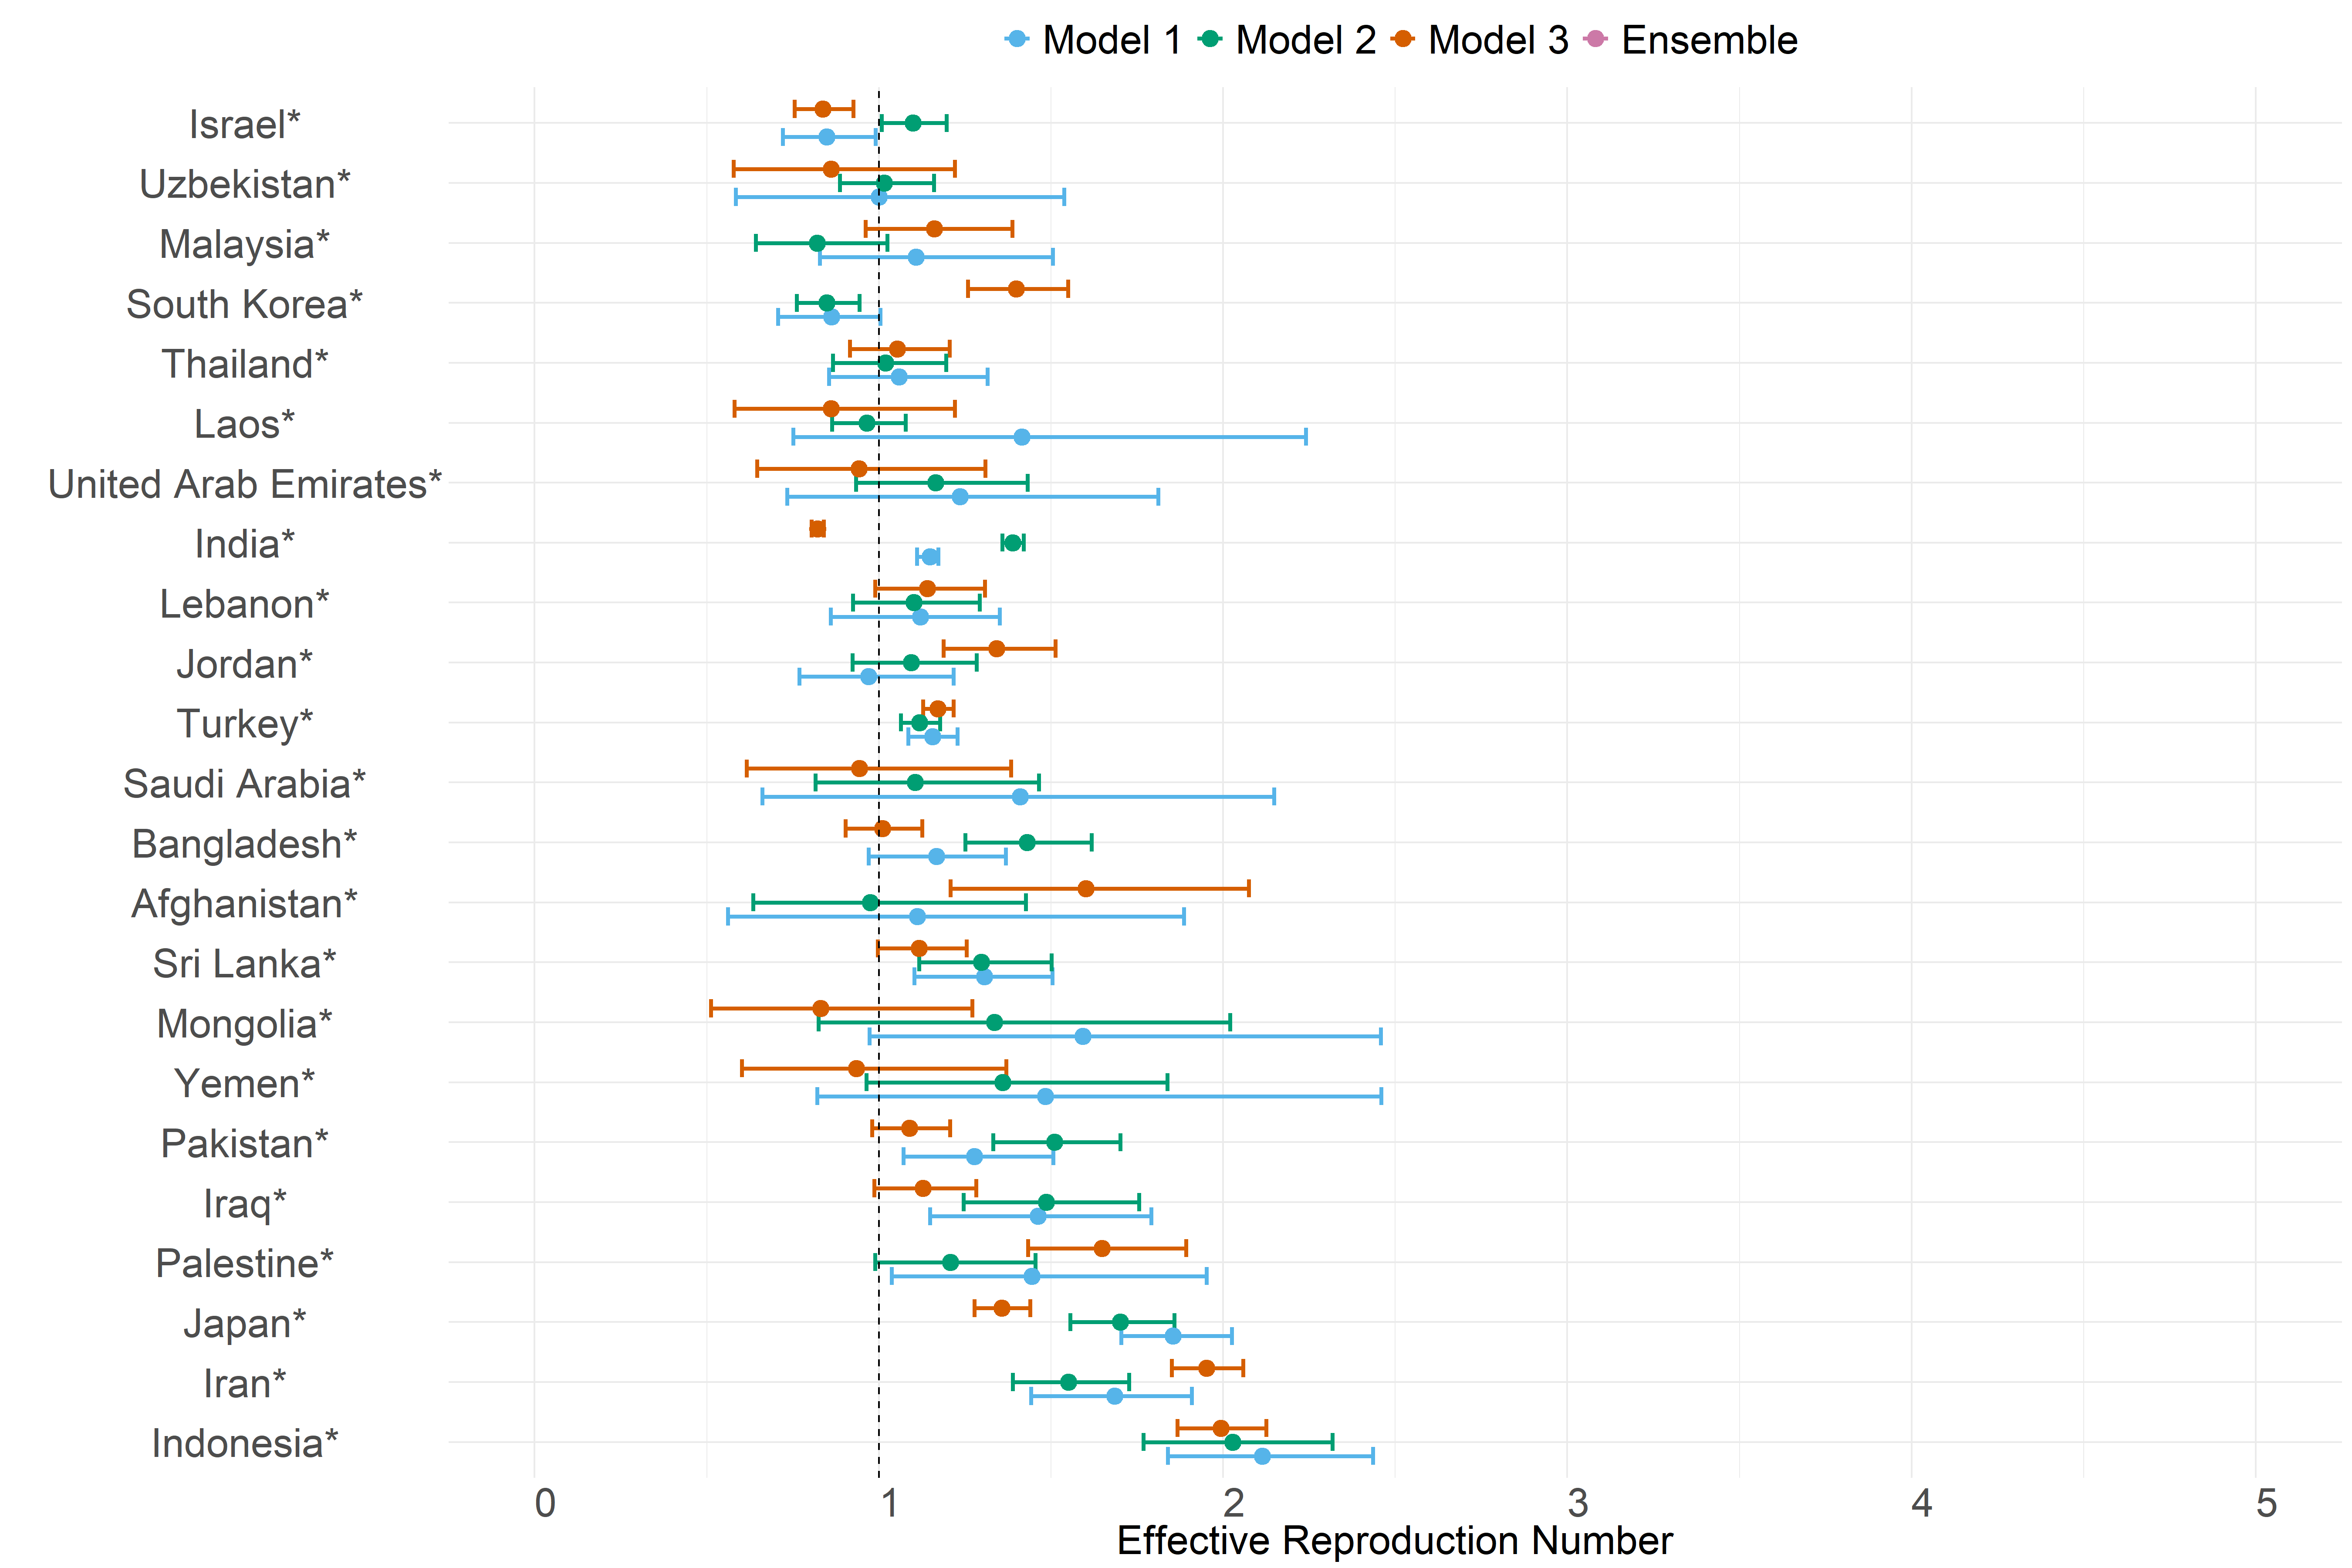 Model 1 Model 2 Model 3 Ensemble
Israel*
Uzbekistan*
Malaysia*
South Korea*
Thailand*
Laos*
United Arab Emirates*
India*
Lebanon*
Jordan*
Turkey*
Saudi Arabia*
Bangladesh*
Afghanistan*
Sri Lanka*
Mongolia*
Yemen*
Pakistan*
Iraq*
Palestine*
Japan*
Iran*
Indonesia*
0 1 2 3 4 5
Effective Reproduction Number